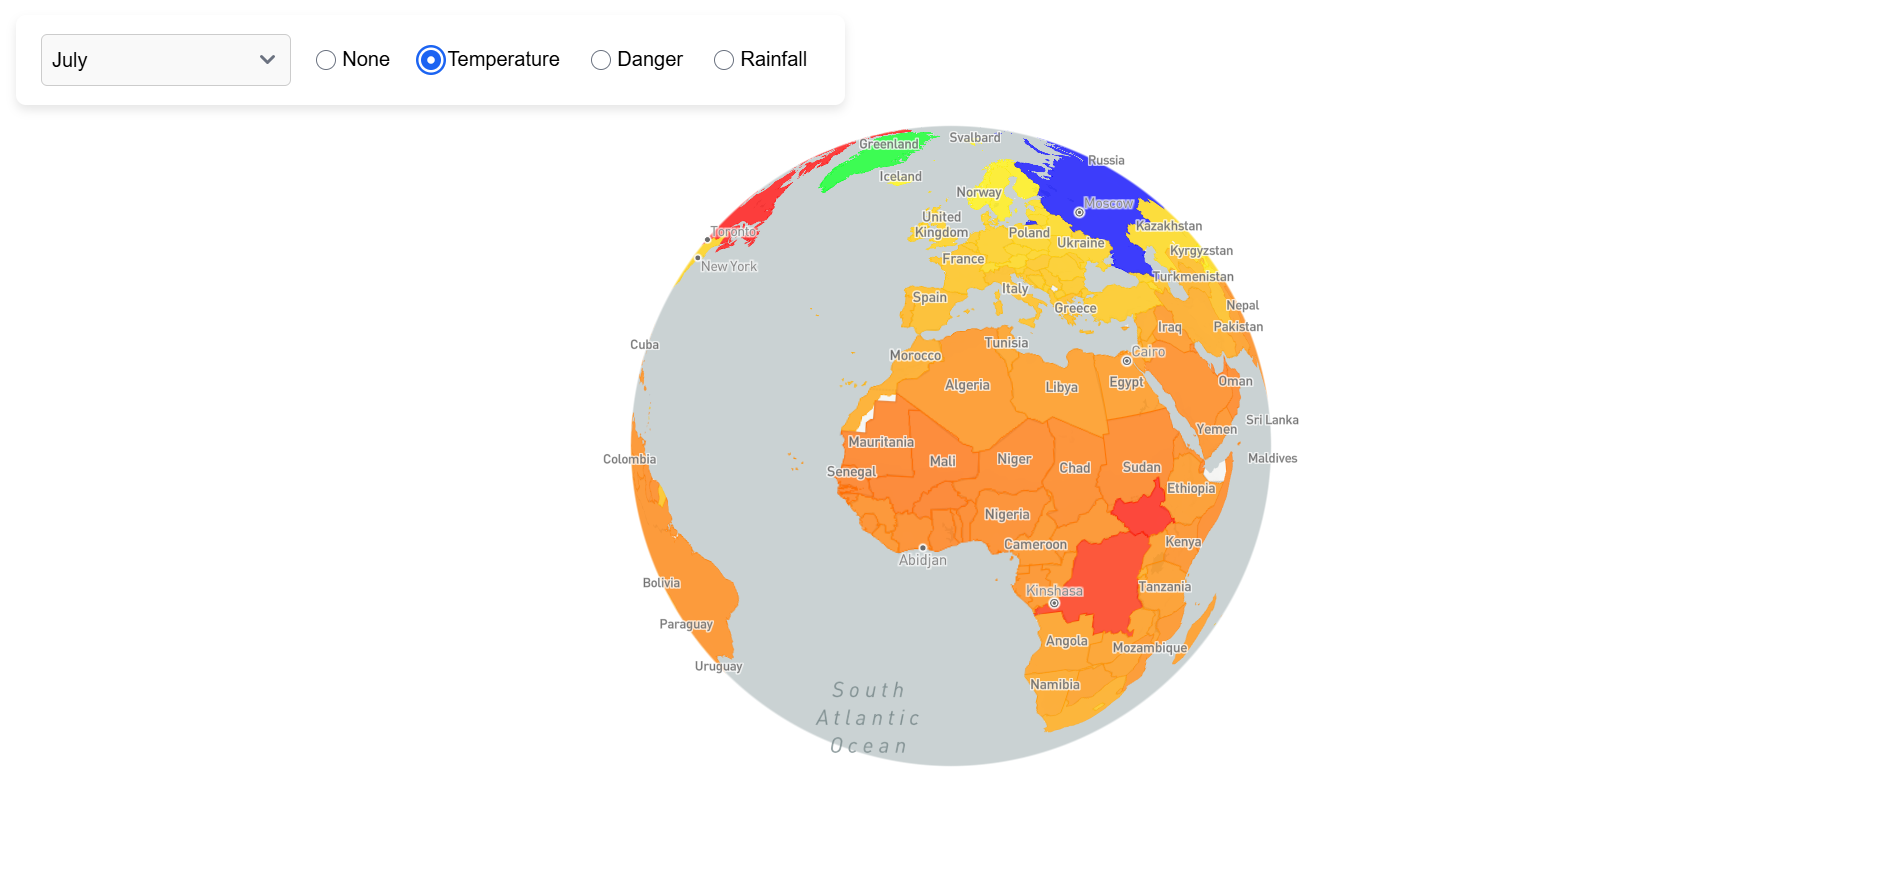 July
None
Temperature
Danger
Rainfall
Svalbard
Greenland
Russia
Iceland
Norway
Moscow
United
Kingdom
Toronto
Poland
Ukraine
Kazakhstan
Kyrgyzstan
France
New York
Turkmenistan
Italy
Spain
Greece
Nepal
Iraq
Pakistan
Cuba
Tunisia
Morocco
Cairo
Algeria
Libya
Egypt
Oman
Sri Lanka
Yemen
Mauritania
Colombia
Mali
Niger
Chad
Sudan
Maldives
Senegal
Ethiopia
Nigeria
Cameroon
Kenya
Abidjan
Bolivia
Kinshasa
Tanzania
Paraguay
Angola
Mozambique
Uruguay
Namibia
South
Atlantic
Ocean